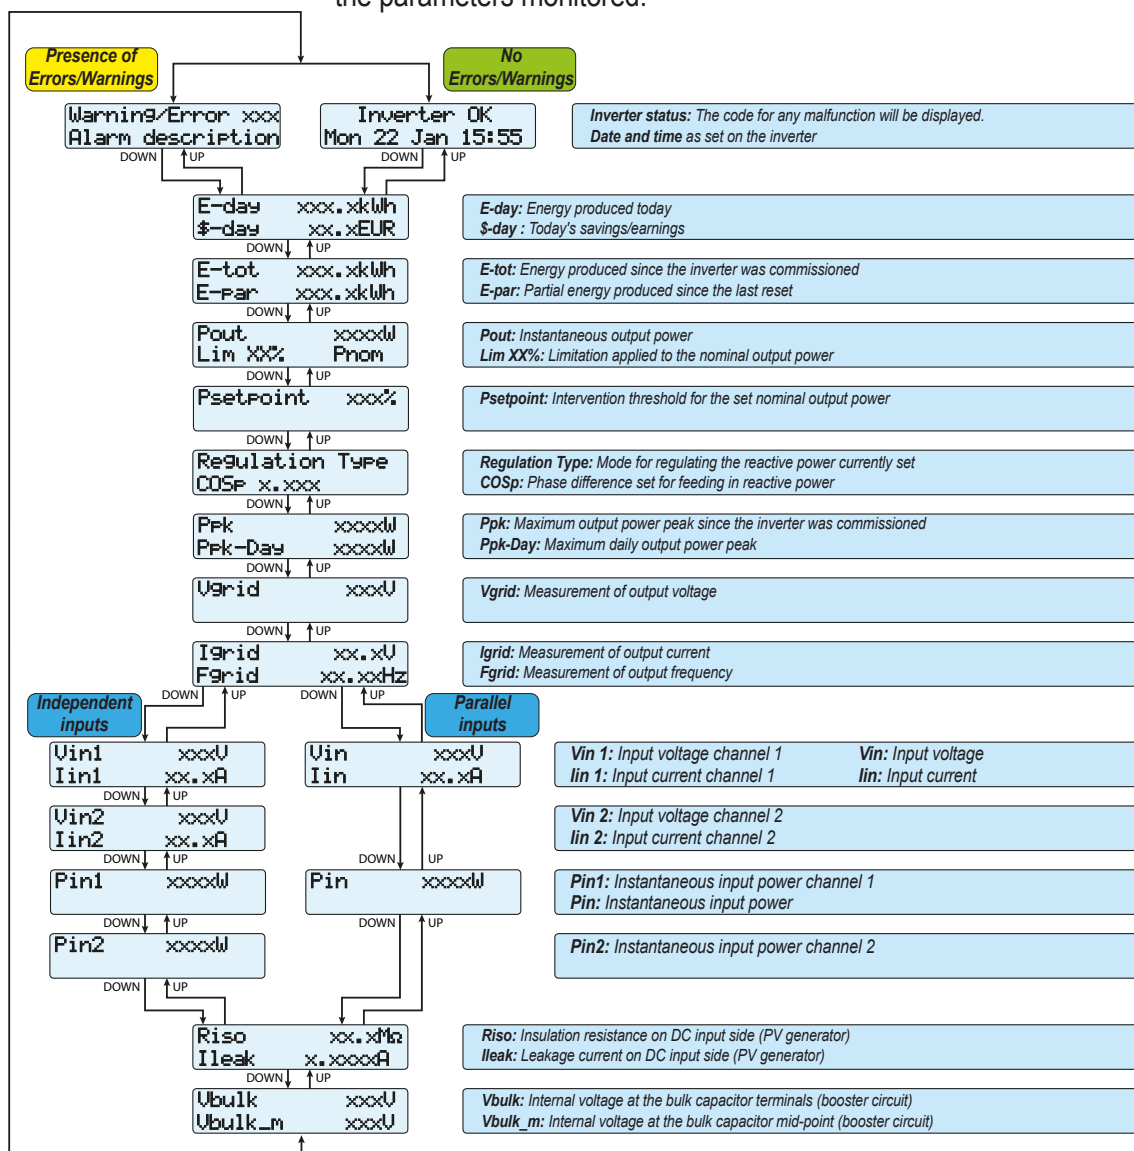 the parameters monitored.
Presence of
Errors/Warnings
No
Errors/Warnings
Warning/Error xxx
Alarm description
Inverter OK
Mon 22 Jan 15:55
Inverter status: The code for any malfunction will be displayed.
Date and time as set on the inverter
DOWN UP
DOWN UP
E-day xxx.xkWh
$-day xx.xEUR
E-day: Energy produced today
$-day : Today's savings/earnings
DOWN UP
E-tot xxx.xkWh
E-par xxx.xkWh
E-tot: Energy produced since the inverter was commissioned
E-par: Partial energy produced since the last reset
DOWN UP
Pout xxxxW
Lim XX% Pnom
Pout: Instantaneous output power
Lim XX%: Limitation applied to the nominal output power
DOWN UP
Psetpoint xxx%
Psetpoint: Intervention threshold for the set nominal output power
DOWN UP
Regulation Type
COSp x.xxx
Regulation Type: Mode for regulating the reactive power currently set
COSp: Phase difference set for feeding in reactive power
DOWN UP
Ppk xxxxW
Ppk-Day xxxxW
Ppk: Maximum output power peak since the inverter was commissioned
Ppk-Day: Maximum daily output power peak
DOWN UP
Vgrid xxxV
Vgrid: Measurement of output voltage
DOWN UP
Igrid xx.xV
Fgrid xx.xxHz
Igrid: Measurement of output current
Fgrid: Measurement of output frequency
DOWN UP
DOWN UP
Independent
inputs
Parallel
inputs
Vin1 xxxV
Iin1 xx.xA
Vin xxxV
Iin xx.xA
Vin 1: Input voltage channel 1 Vin: Input voltage
Iin 1: Input current channel 1 Iin: Input current
DOWN UP
Vin2 xxxV
Iin2 xx.xA
Vin 2: Input voltage channel 2
Iin 2: Input current channel 2
DOWN UP
DOWN UP
Pin1 xxxxW
Pin xxxxW
Pin1: Instantaneous input power channel 1
Pin: Instantaneous input power
DOWN UP
DOWN UP
Pin2 xxxxW
Pin2: Instantaneous input power channel 2
DOWN UP
Riso xx.xMΩ
Ileak x.xxxxA
Riso: Insulation resistance on DC input side (PV generator)
Ileak: Leakage current on DC input side (PV generator)
DOWN UP
Vbulk xxxV
Vbulk_m xxxV
Vbulk: Internal voltage at the bulk capacitor terminals (booster circuit)
Vbulk_m: Internal voltage at the bulk capacitor mid-point (booster circuit)